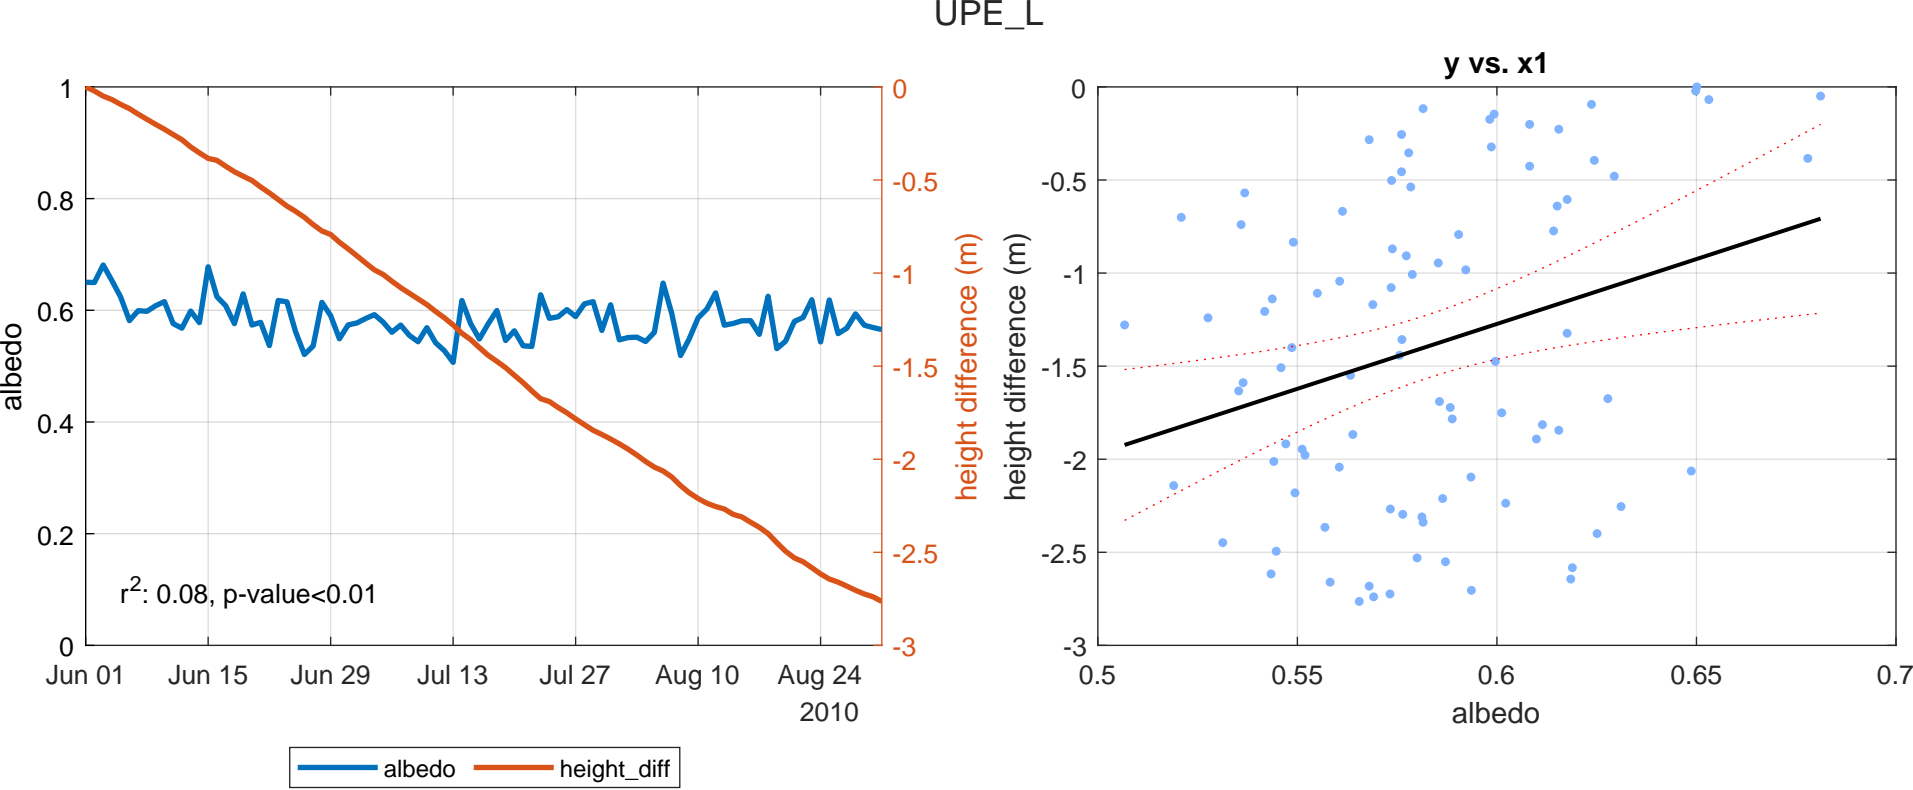 UPE_L
1
0.8
0.6
0.4
0.2
0
albedo
0
-0.5
-1
-1.5
-2
-2.5
-3
height difference (m)
r2: 0.08, p-value<0.01
Jun 01 Jun 15 Jun 29 Jul 13 Jul 27 Aug 10 Aug 24
2010
albedo height_diff
y vs. x1
0
-0.5
-1
-1.5
-2
-2.5
-3
height difference (m)
0.5 0.55 0.6 0.65 0.7
albedo